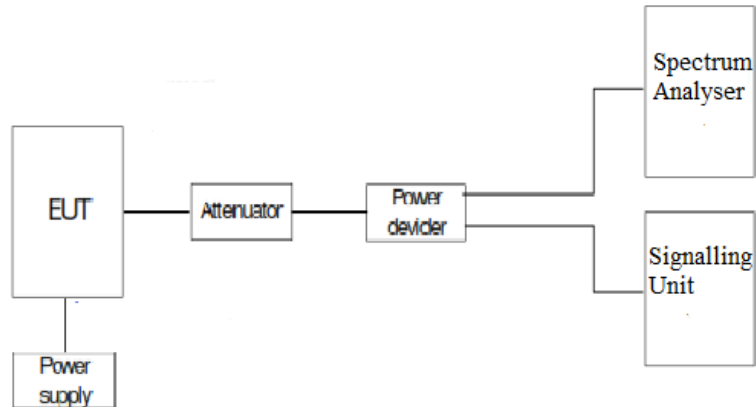 Spectrum
Analyser
EUT
Attenuator
Power
devider
Signalling
Unit
Power
supply